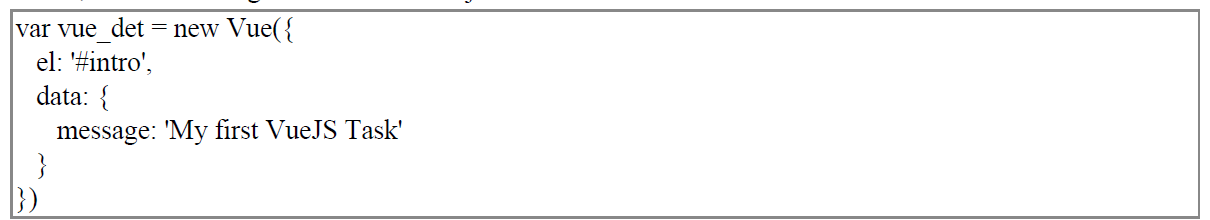 var vue_det = new Vue({
el: '#intro',
data: {
message: 'My first VueJS Task'
}
})